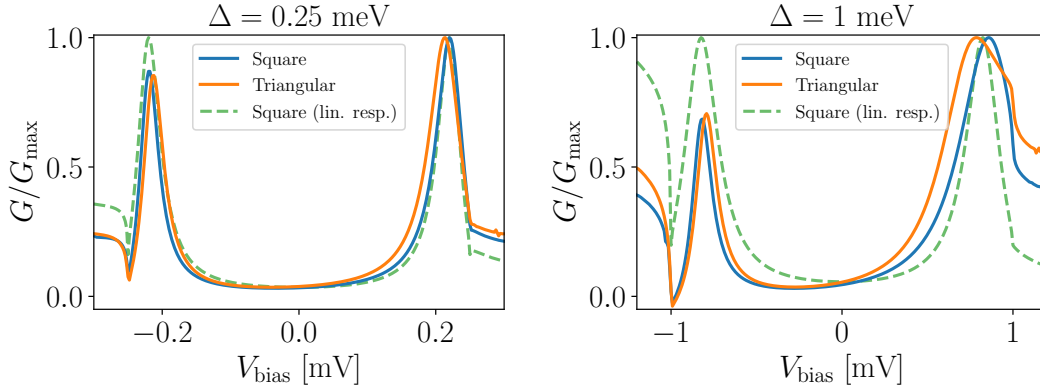 Δ = 0.25 meV
G/G_max
1.0
0.5
0.0
Square
Triangular
Square (lin. resp.)
−0.2
0.0
0.2
V_bias [mV]
Δ = 1 meV
G/G_max
1.0
0.5
0.0
Square
Triangular
Square (lin. resp.)
−1
0
1
V_bias [mV]